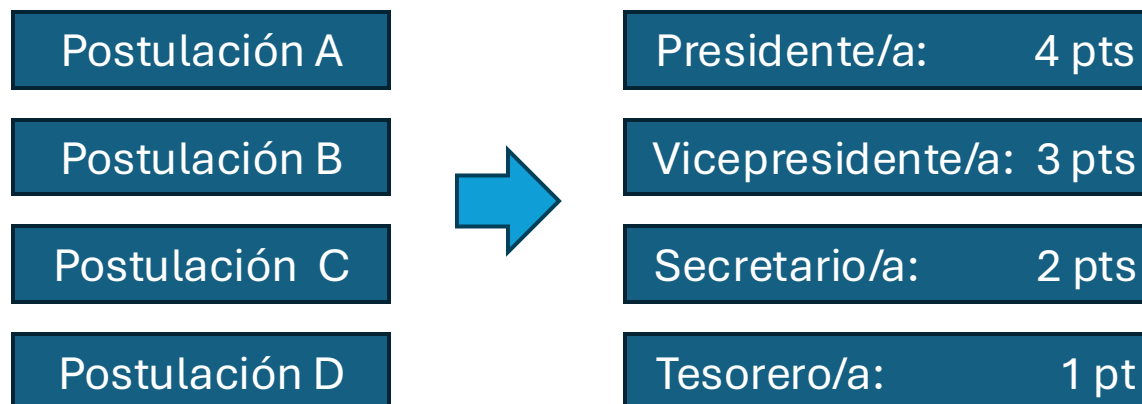 Postulación A
Postulación B
Postulación C
Postulación D
Presidente/a: 4 pts
Vicepresidente/a: 3 pts
Secretario/a: 2 pts
Tesorero/a: 1 pt